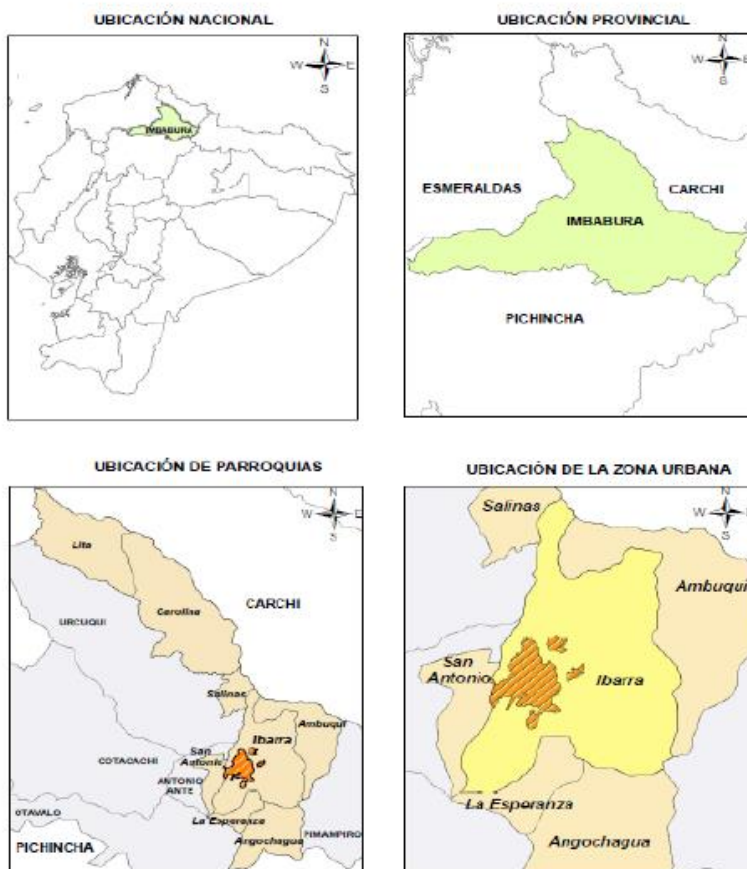 UBICACIÓN NACIONAL
N
W E
S
IMBABURA
UBICACIÓN PROVINCIAL
N
W E
S
ESMERALDAS
CARCHI
IMBABURA
PICHINCHA
UBICACIÓN DE PARROQUIAS
N
W E
S
Lita
CARCHI
Carolina
URCUQUI
Salinas
Ambuquí
Ibarra
San
Antonio
COTACACHI
ANTONIO
ANTE
OTAVALO
La Esperanza
PIMAMPIRO
Angochagua
PICHINCHA
UBICACIÓN DE LA ZONA URBANA
N
W E
S
Salinas
Ambuquí
San
Antonio
Ibarra
La Esperanza
Angochagua